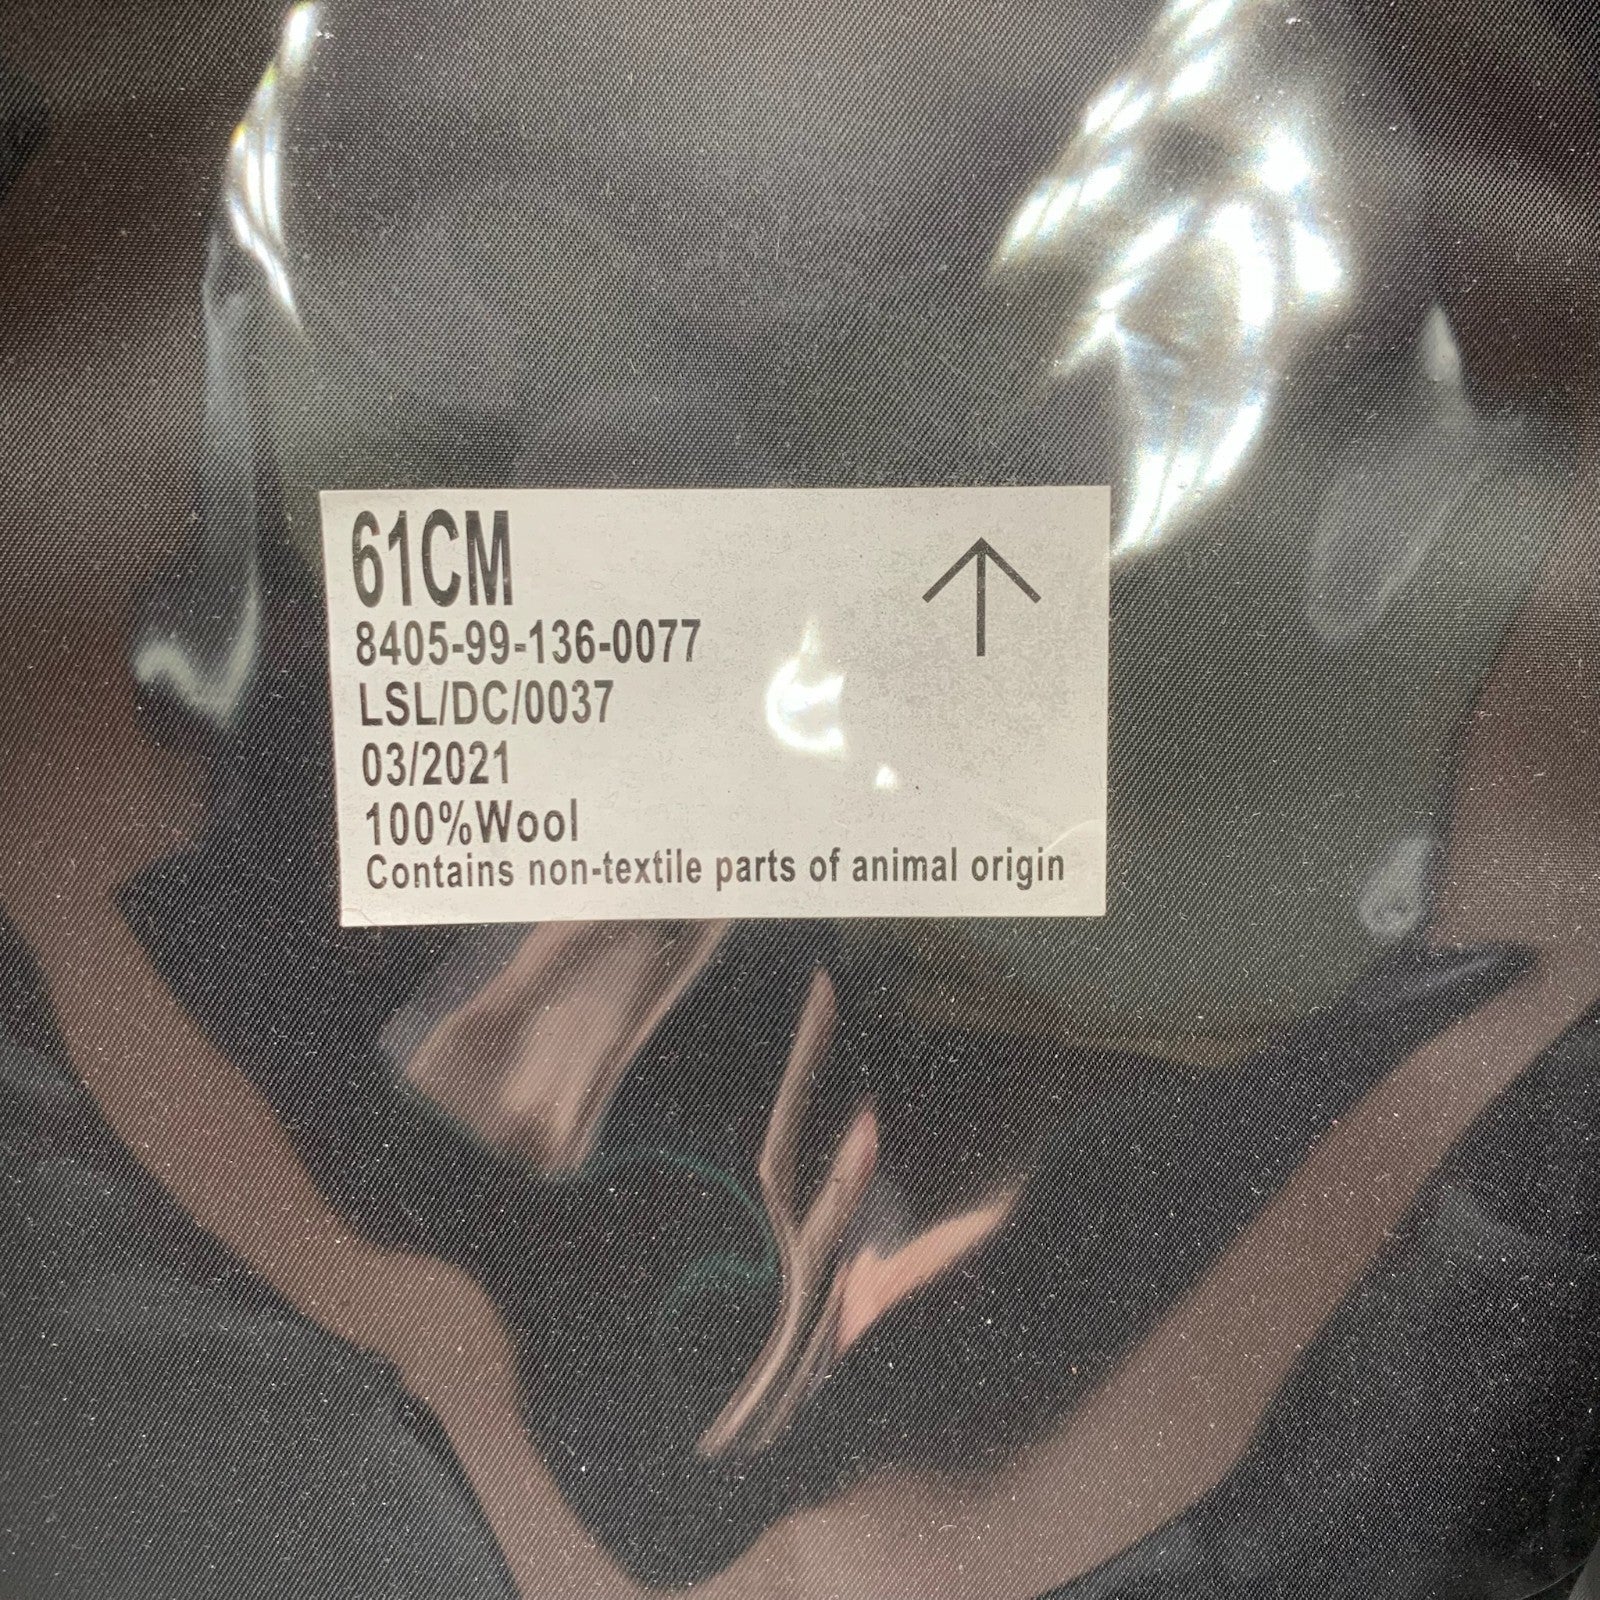 61CM
8405-99-136-0077
LSL/DC/0037
03/2021
100%Wool
Contains non-textile parts of animal origin